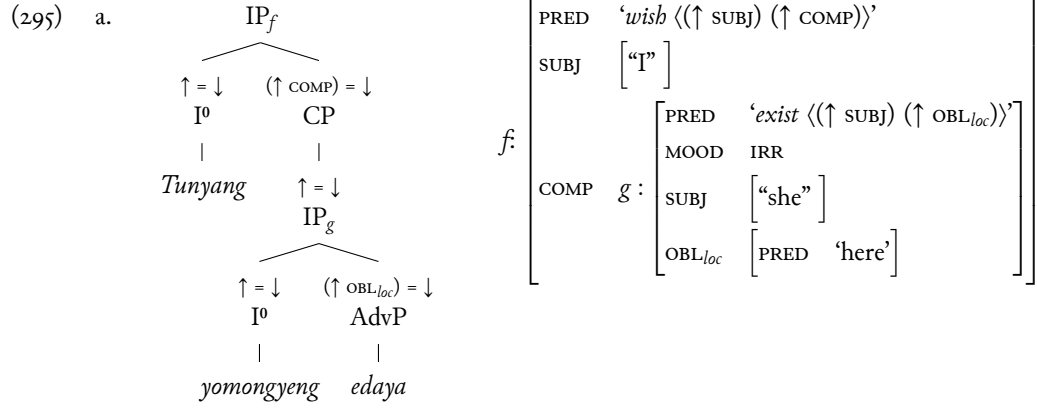 (295) a. IP_f
↑ = ↓ (↑ COMP) = ↓
I⁰ CP
Tunyang ↑ = ↓
IP_g
↑ = ↓ (↑ OBL_loc) = ↓
I⁰ AdvP
yomongyeng edaya
f:
PRED ‘wish ⟨(↑ SUBJ) (↑ COMP)⟩’
SUBJ [“I” ]
COMP g :
PRED ‘exist ⟨(↑ SUBJ) (↑ OBL_loc)⟩’
MOOD IRR
SUBJ [“she” ]
OBL_loc [PRED ‘here’]